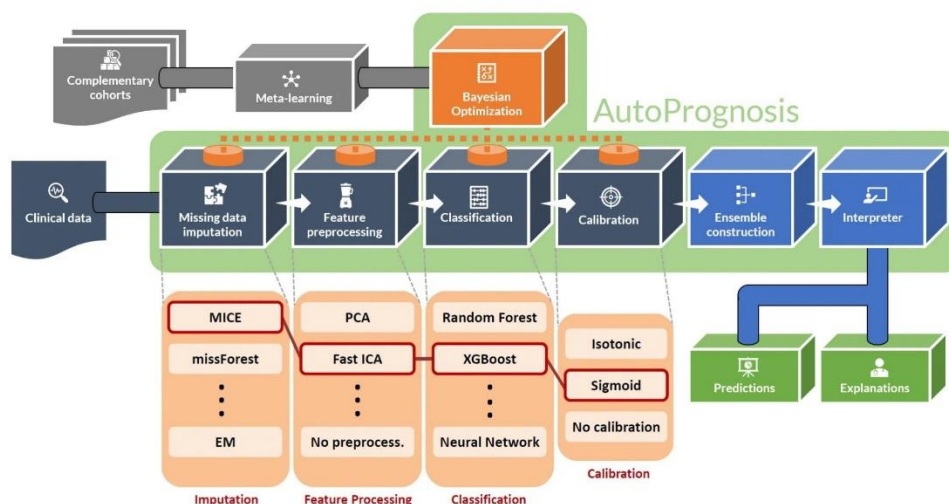 Complementary
cohorts
Meta-learning
Bayesian
Optimization
AutoPrognosis
Clinical data
Missing data
imputation
Feature
preprocessing
Classification
Calibration
Ensemble
construction
Interpreter
MICE
missForest
EM
Imputation
PCA
Fast ICA
No preprocess.
Feature Processing
Random Forest
XGBoost
Neural Network
Classification
Isotonic
Sigmoid
No calibration
Calibration
Predictions
Explanations